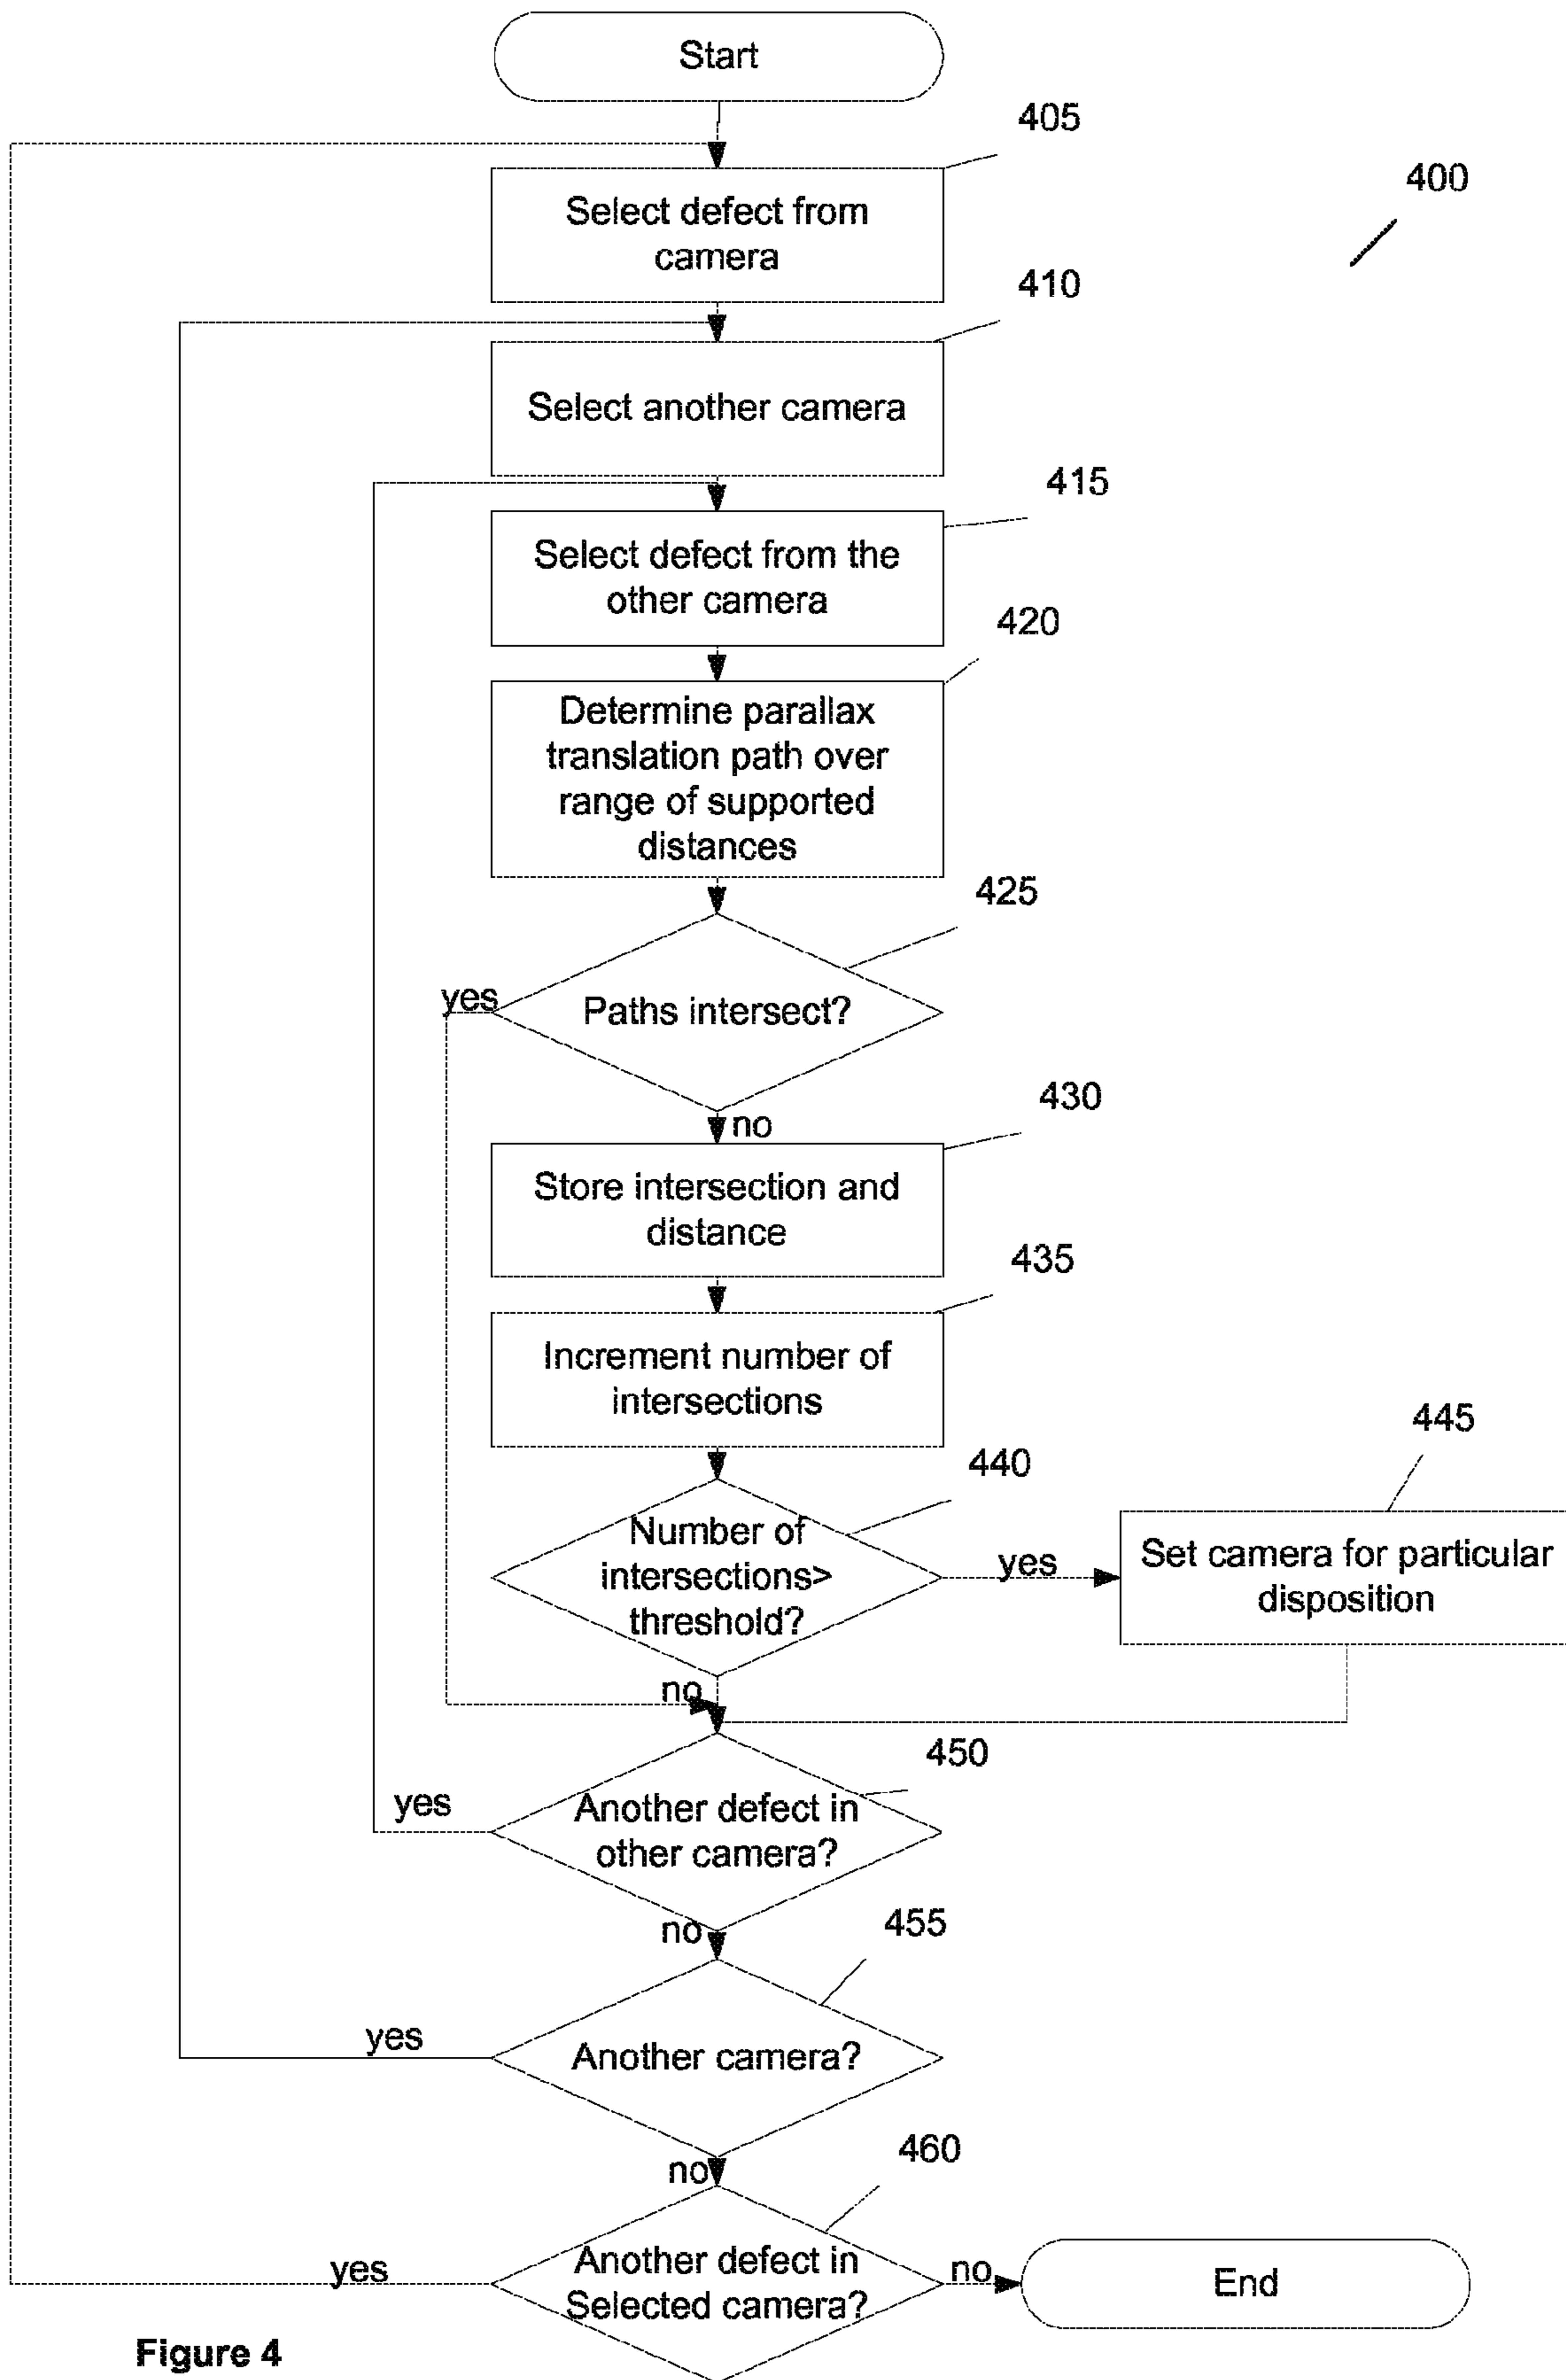 Start
405
400
Select defect from
camera
410
Select another camera
415
Select defect from the
other camera
420
Determine parallax
translation path over
range of supported
distances
425
yes
Paths intersect?
no
430
Store intersection and
distance
435
Increment number of
intersections
440
445
Number of
intersections>
threshold?
yes
Set camera for particular
disposition
no
450
yes
Another defect in
other camera?
no
455
yes
Another camera?
no
460
yes
Another defect in
Selected camera?
no
End
Figure 4